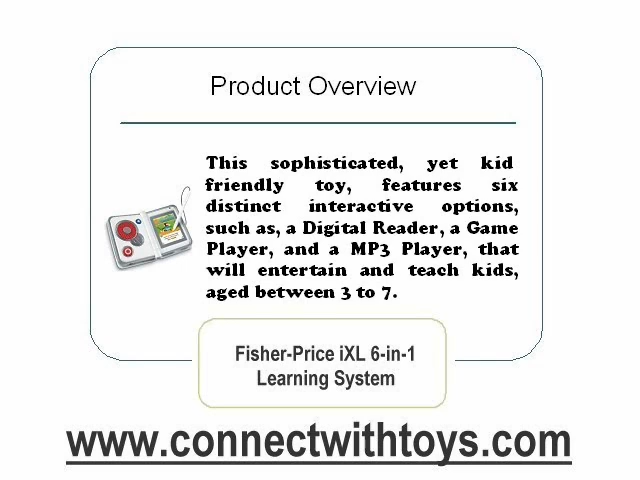 Product Overview
This sophisticated, yet kid
friendly toy, features six
distinct interactive options,
such as, a Digital Reader, a Game
Player, and a MP3 Player, that
will entertain and teach kids,
aged between 3 to 7.
Fisher-Price iXL 6-in-1
Learning System
www.connectwithtoys.com